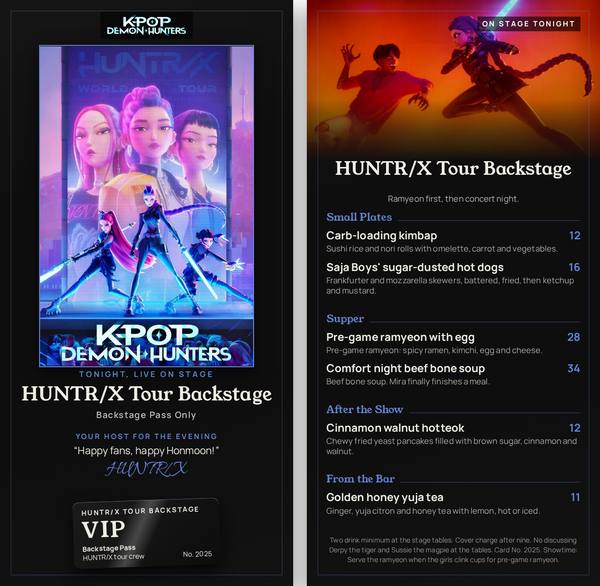 K-POP
DEMON HUNTERS
HUNTR/X
WORLD TOUR
K-POP
DEMON HUNTERS
TONIGHT, LIVE ON STAGE
HUNTR/X Tour Backstage
Backstage Pass Only
YOUR HOST FOR THE EVENING
“Happy fans, happy Honmoon!”
HUNTR/X
HUNTR/X TOUR BACKSTAGE
VIP
Backstage Pass
HUNTR/X tour crew
No. 2025
ON STAGE TONIGHT
HUNTR/X Tour Backstage
Ramyeon first, then concert night.
Small Plates
Carb-loading kimbap 12
Sushi rice and nori rolls with omelette, carrot and vegetables.
Saja Boys' sugar-dusted hot dogs 16
Frankfurter and mozzarella skewers, battered, fried, then ketchup
and mustard.
Supper
Pre-game ramyeon with egg 28
Pre-game ramyeon: spicy ramen, kimchi, egg and cheese.
Comfort night beef bone soup 34
Beef bone soup. Mira finally finishes a meal.
After the Show
Cinnamon walnut hotteok 12
Chewy fried yeast pancakes filled with brown sugar, cinnamon and
walnut.
From the Bar
Golden honey yuja tea 11
Ginger, yuja citron and honey tea with lemon, hot or iced.
Two drink minimum at the stage tables. Cover charge after nine. No discussing
Derpy the tiger and Sussie the magpie at the tables. Card No. 2025. Showtime:
Serve the ramyeon when the girls clink cups for pre-game ramyeon.